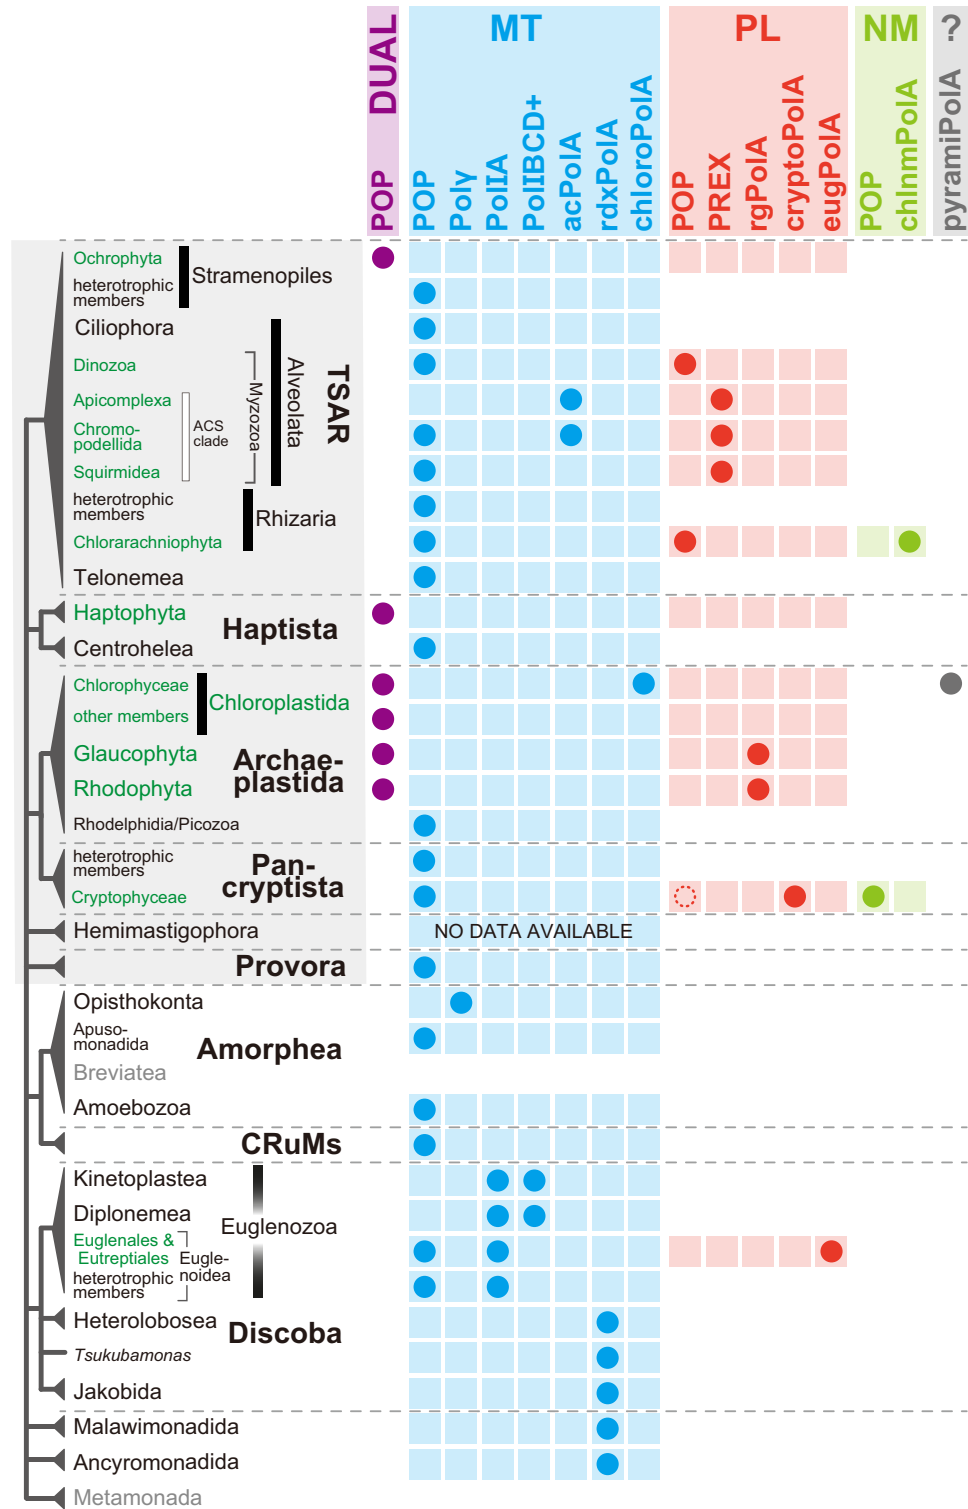 DUAL
MT
PL
NM
?
POP
POP
Polγ
PolIA
PolIBCD+
acPolA
rdxPolA
chloroPolA
POP
PREX
rgPolA
cryptoPolA
eugPolA
POP
chlnmPolA
pyramiPolA
Ochrophyta
heterotrophic
members
Stramenopiles
Ciliophora
Dinozoa
Apicomplexa
Chromo-
podellida
Squirmidea
ACS
clade
Myzozoa
Alveolata
TSAR
heterotrophic
members
Rhizaria
Chlorarachniophyta
Telonemea
Haptophyta
Haptista
Centrohelea
Chlorophyceae
Chloroplastida
other members
Glaucophyta
Archae-
plastida
Rhodophyta
Rhodelphidia/Picozoa
heterotrophic
members
Pan-
cryptista
Cryptophyceae
Hemimastigophora
NO DATA AVAILABLE
Provora
Opisthokonta
Apuso-
monadida
Amorphea
Breviatea
Amoebozoa
CRuMs
Kinetoplastea
Diplonemea
Euglenozoa
Euglenales &
Eutreptiales
Eugle-
noidea
heterotrophic
members
Heterolobosea
Discoba
Tsukubamonas
Jakobida
Malawimonadida
Ancyromonadida
Metamonada